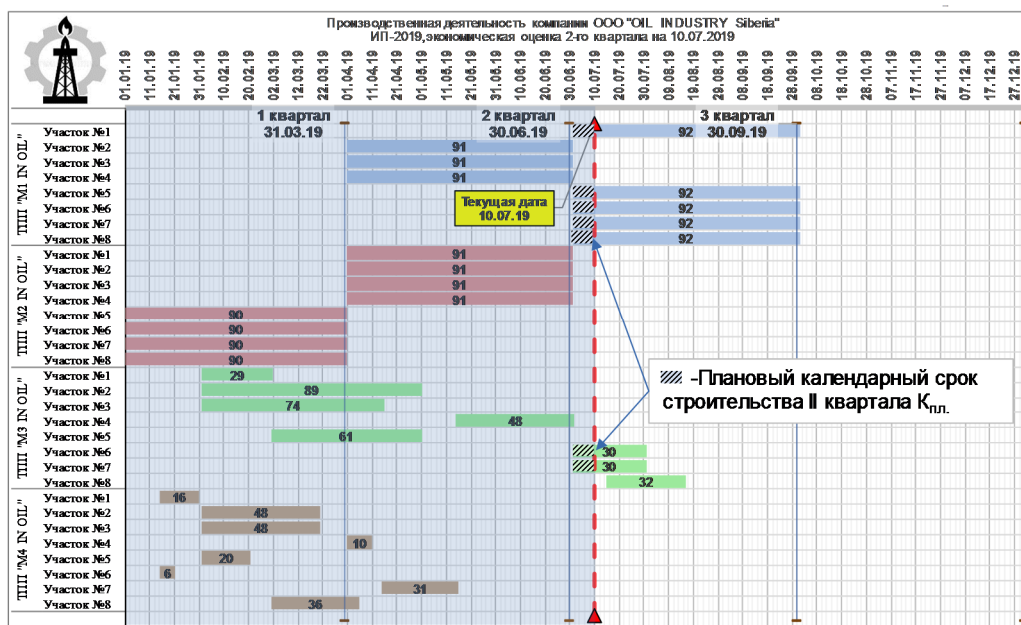 Производственная деятельность компании ООО "OIL INDUSTRY Siberia"
ИП-2019,экономическая оценка 2-го квартала на 10.07.2019
01.01.19 11.01.19 21.01.19 31.01.19 10.02.19 20.02.19 02.03.19 12.03.19 22.03.19 01.04.19 11.04.19 21.04.19 01.05.19 11.05.19 21.05.19 31.05.19 10.06.19 20.06.19 30.06.19 10.07.19 20.07.19 30.07.19 09.08.19 19.08.19 29.08.19 08.09.19 18.09.19 28.09.19 08.10.19 18.10.19 28.10.19 07.11.19 17.11.19 27.11.19 07.12.19 17.12.19 27.12.19
1 квартал 2 квартал 3 квартал
31.03.19 30.06.19 30.09.19
ТПП "M1 IN OIL"
Участок №1 92
Участок №2 91
Участок №3 91
Участок №4 91
Участок №5 92
Участок №6 92
Участок №7 92
Участок №8 92
Текущая дата
10.07.19
ТПП "M2 IN OIL"
Участок №1 91
Участок №2 91
Участок №3 91
Участок №4 91
Участок №5 90
Участок №6 90
Участок №7 90
Участок №8 90
ТПП "M3 IN OIL"
Участок №1 29
Участок №2 89
Участок №3 74
Участок №4 48
Участок №5 61
Участок №6 30
Участок №7 30
Участок №8 32
-Плановый календарный срок
строительства II квартала Кпл.
ТПП "M4 IN OIL"
Участок №1 16
Участок №2 48
Участок №3 48
Участок №4 10
Участок №5 20
Участок №6 6
Участок №7 31
Участок №8 36